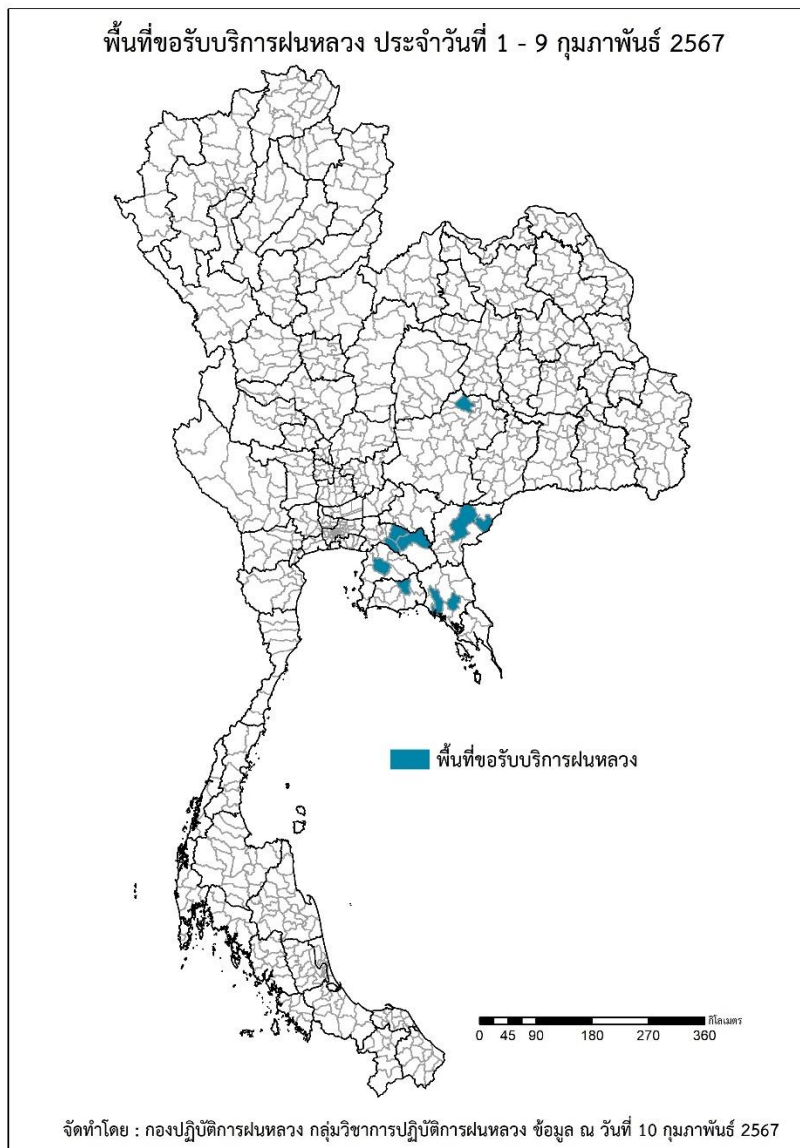 พื้นที่ขอรับบริการฝนหลวง ประจำวันที่ 1 - 9 กุมภาพันธ์ 2567
พื้นที่ขอรับบริการฝนหลวง
กิโลเมตร
0 45 90 180 270 360
จัดทำโดย : กองปฏิบัติการฝนหลวง กลุ่มวิชาการปฏิบัติการฝนหลวง ข้อมูล ณ วันที่ 10 กุมภาพันธ์ 2567